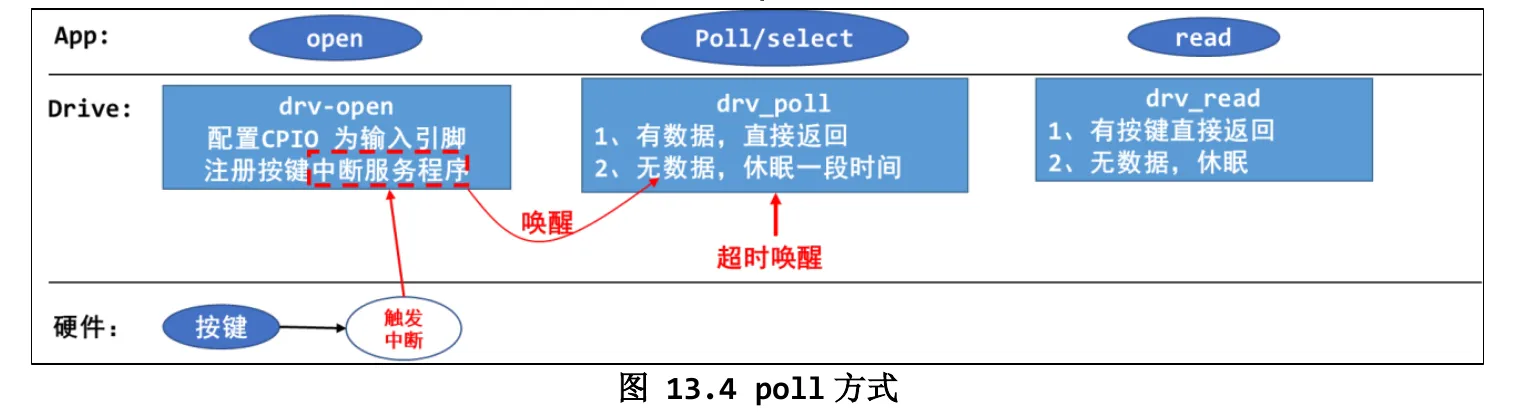 App:
open
Poll/select
read
Drive:
drv-open
配置CPIO 为输入引脚
注册按键中断服务程序
drv_poll
1、有数据，直接返回
2、无数据，休眠一段时间
drv_read
1、有按键直接返回
2、无数据，休眠
唤醒
超时唤醒
硬件：
按键
触发
中断
图 13.4 poll 方式